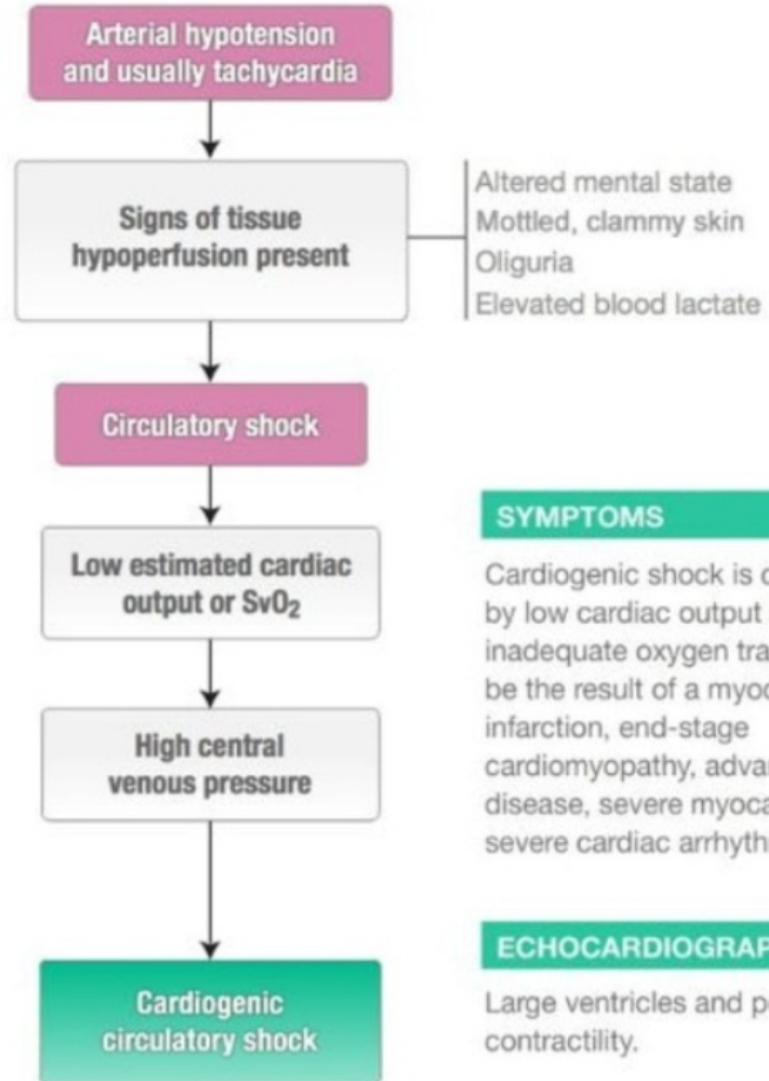 Arterial hypotension
and usually tachycardia
Signs of tissue
hypoperfusion present
Altered mental state
Mottled, clammy skin
Oliguria
Elevated blood lactate
Circulatory shock
Low estimated cardiac
output or SvO₂
High central
venous pressure
Cardiogenic
circulatory shock
SYMPTOMS
Cardiogenic shock is
by low cardiac output
inadequate oxygen
be the result of a
infarction, end-stage
cardiomyopathy,
disease, severe
severe cardiac
Large ventricles and
contractility.